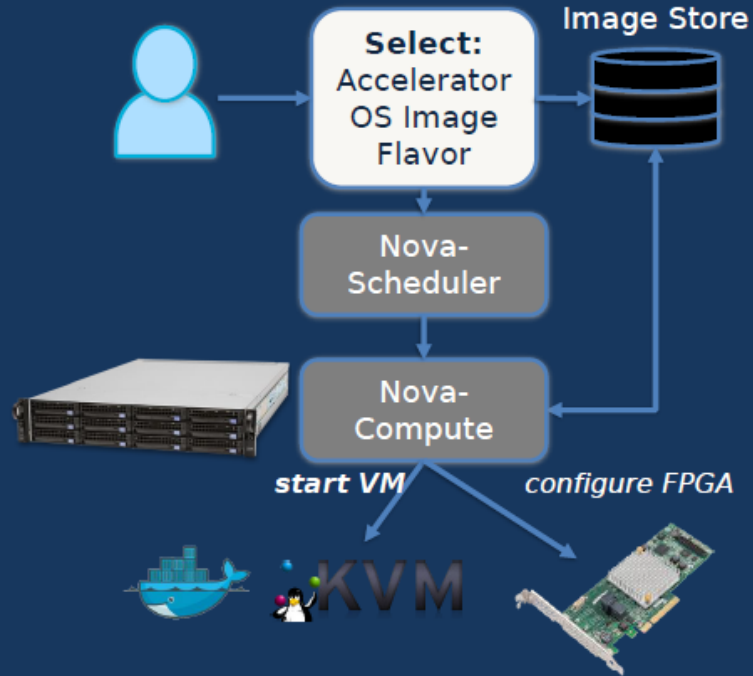 Image Store
Select:
Accelerator
OS Image
Flavor
Nova-
Scheduler
Nova-
Compute
start VM
configure FPGA
KVM